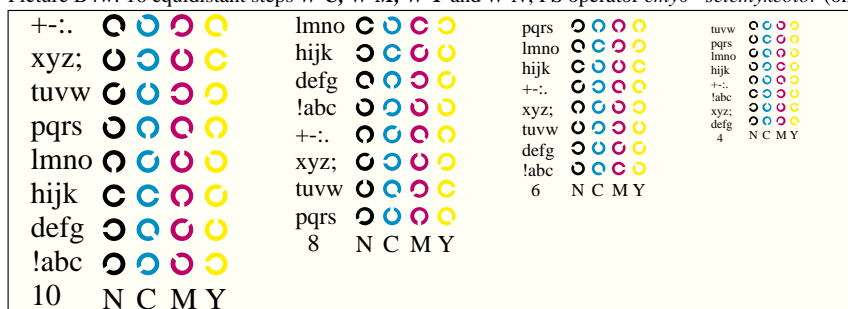 +-:.
xyz;
tuvw
pqrs
lmno
hijk
defg
!abc
10 N C M Y
lmno
hijk
defg
!abc
+-:.
xyz;
tuvw
pqrs
8 N C M Y
pqrs
lmno
hijk
+-:.
xyz;
tuvw
defg
!abc
6 N C M Y
tuvw
pqrs
lmno
hijk
+-:.
!abc
xyz;
defg
4 N C M Y